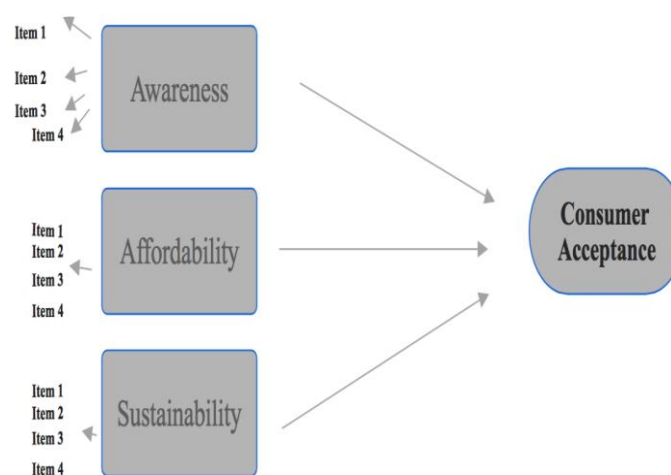 Item 1
Item 2
Item 3
Item 4
Awareness
Item 1
Item 2
Item 3
Item 4
Affordability
Item 1
Item 2
Item 3
Item 4
Sustainability
Consumer
Acceptance